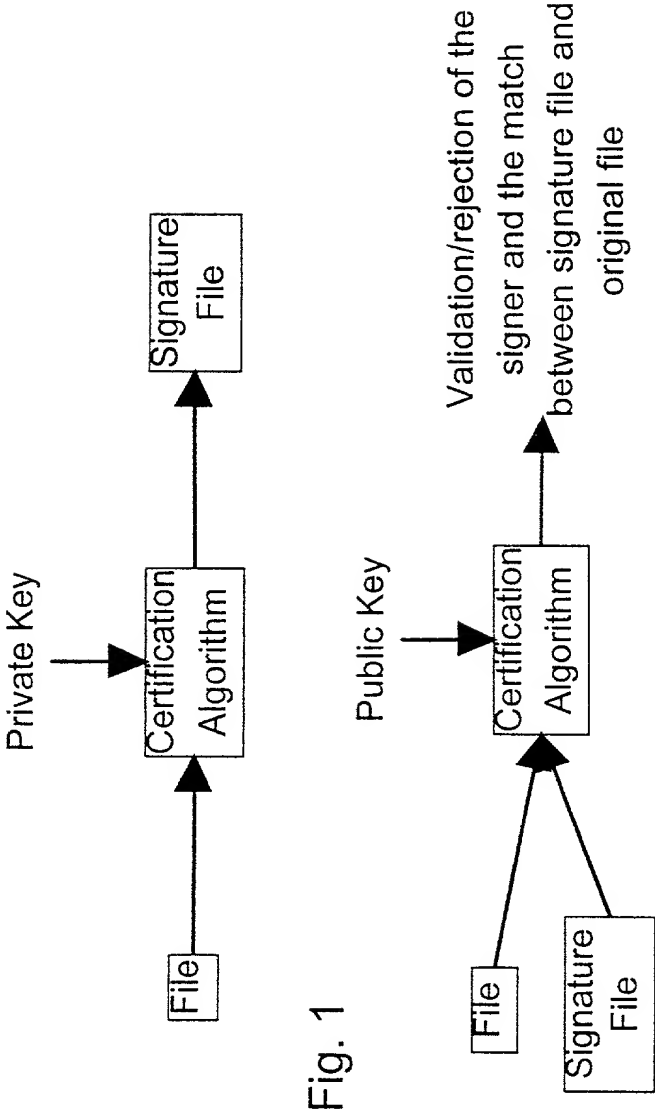 Private Key
File
Certification
Algorithm
Signature
File
Fig. 1
Public Key
File
Signature
File
Certification
Algorithm
Validation/rejection of the
signer and the match
between signature file and
original file